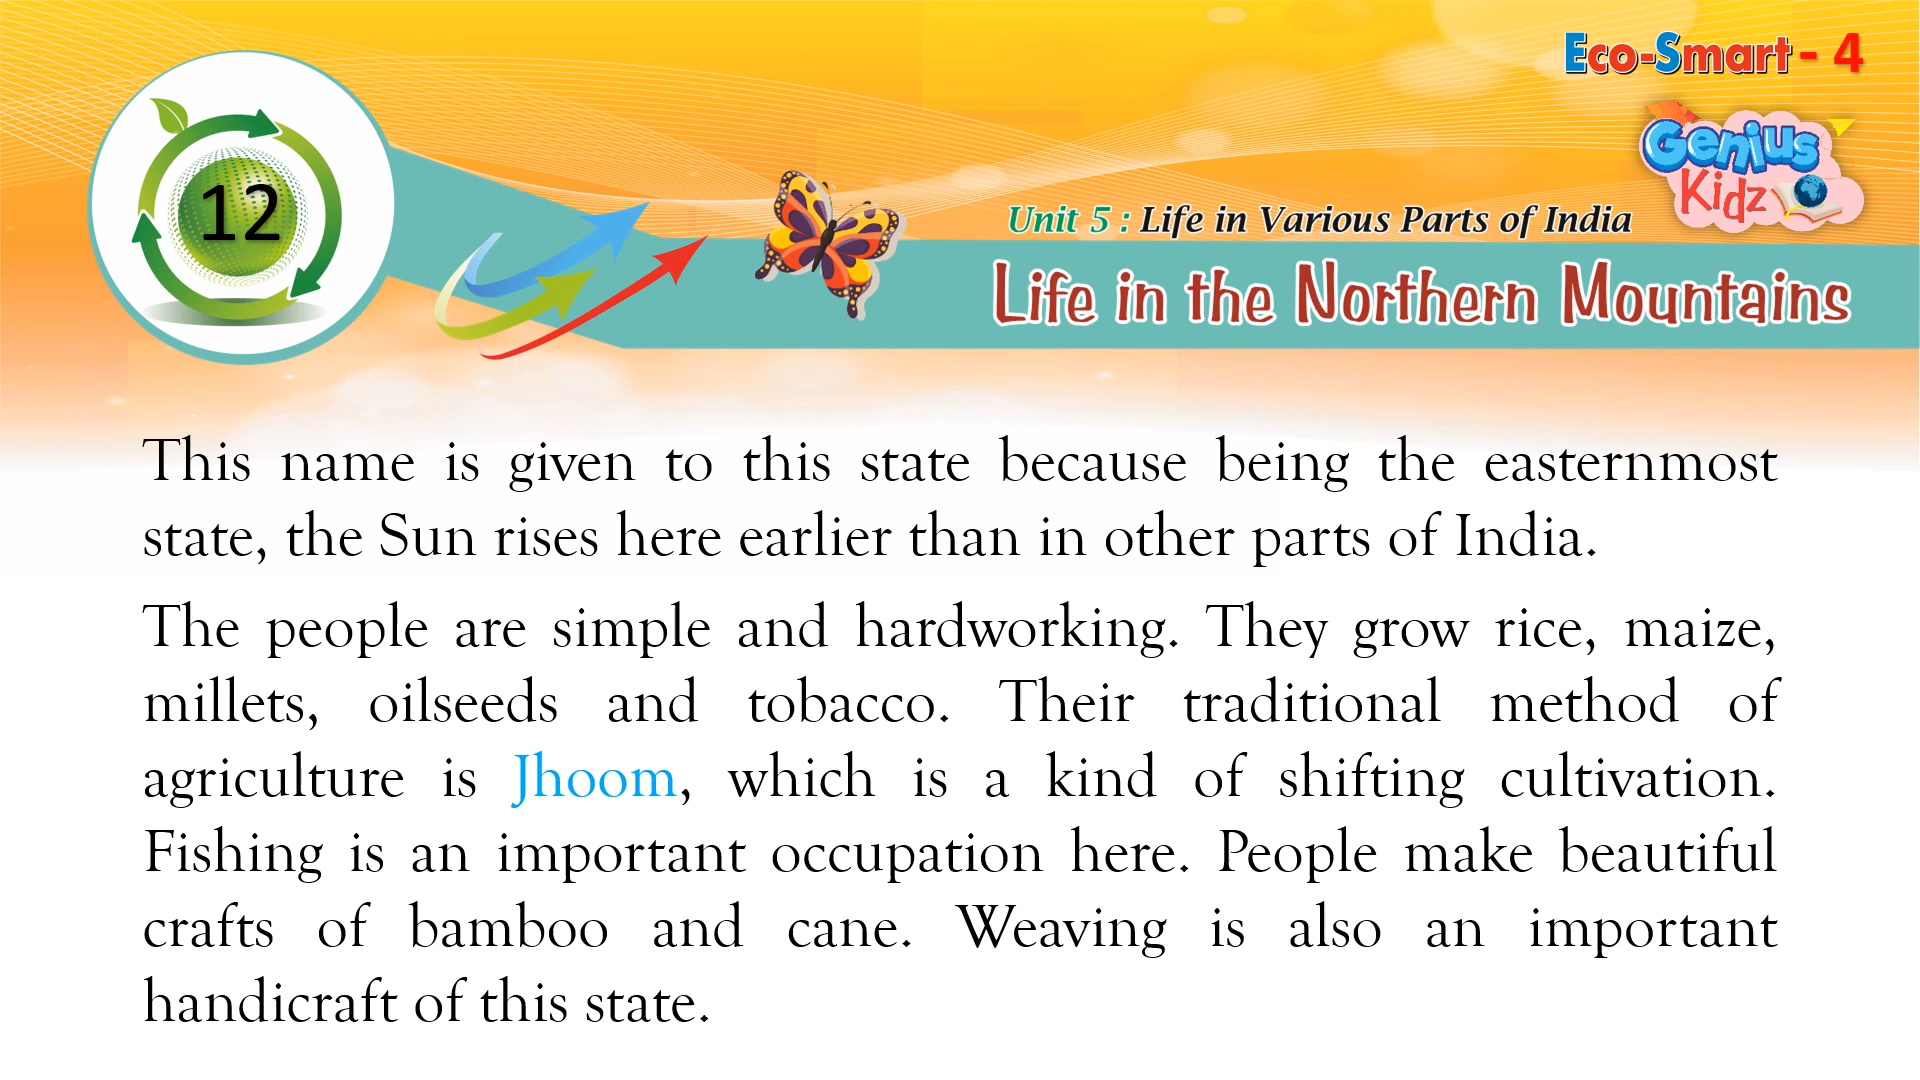 Eco-Smart - 4
Genius
Kidz
12
Unit 5 : Life in Various Parts of India
Life in the Northern Mountains
This name is given to this state because being the easternmost
state, the Sun rises here earlier than in other parts of India.
The people are simple and hardworking. They grow rice, maize,
millets, oilseeds and tobacco. Their traditional method of
agriculture is Jhoom, which is a kind of shifting cultivation.
Fishing is an important occupation here. People make beautiful
crafts of bamboo and cane. Weaving is also an important
handicraft of this state.